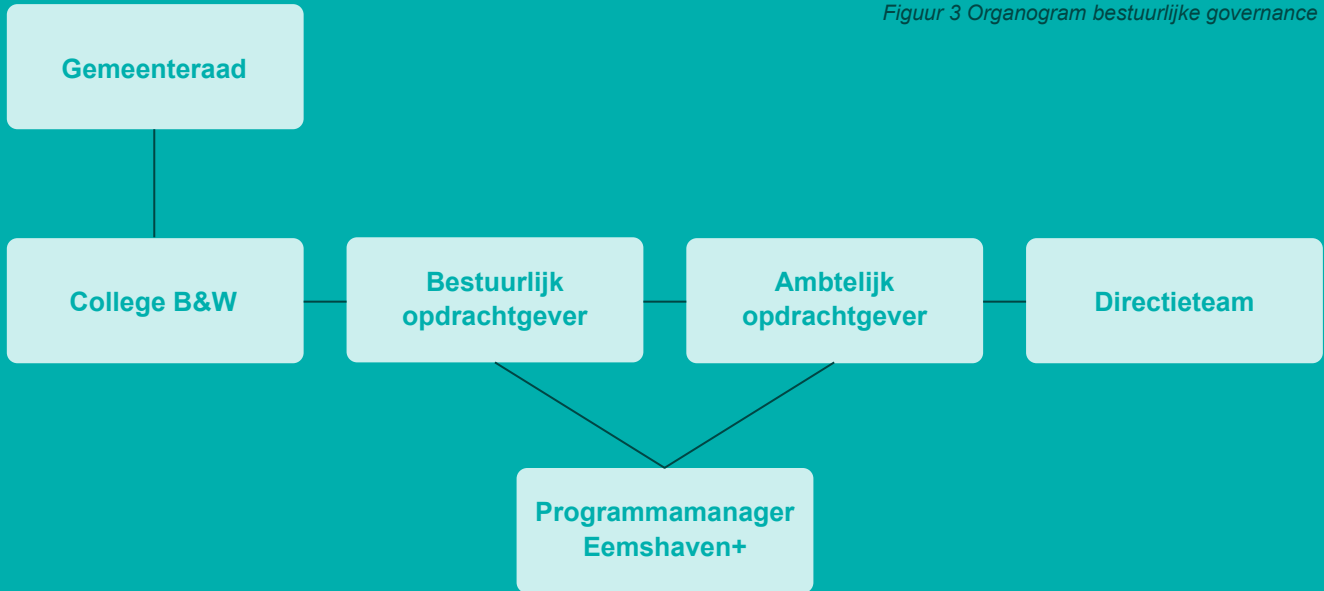 Figuur 3 Organogram bestuurlijke governance
Gemeenteraad
College B&W
Bestuurlijk
opdrachtgever
Ambtelijk
opdrachtgever
Directieteam
Programmamanager
Eemshaven+